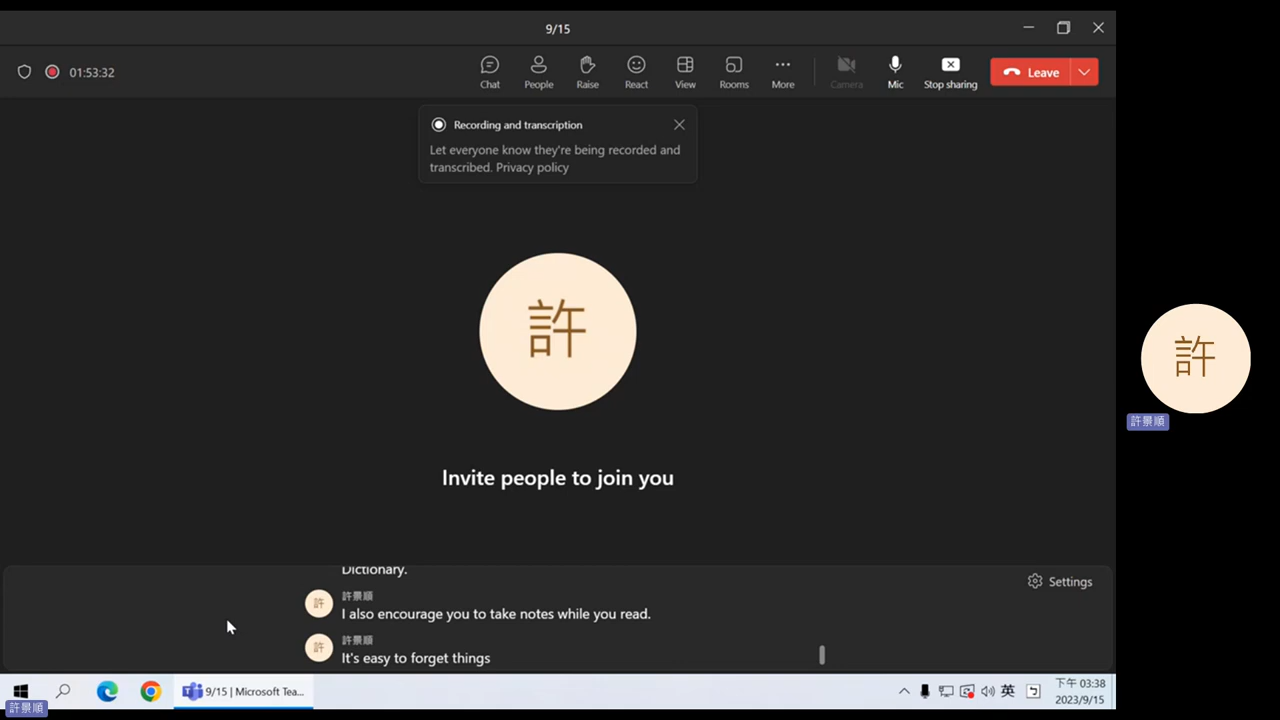 9/15
01:53:32
Chat
People
Raise
React
View
Rooms
More
Camera
Mic
Stop sharing
Leave
Recording and transcription
Let everyone know they're being recorded and
transcribed. Privacy policy
許
Invite people to join you
許
許景順
Dictionary.
Settings
許
許景順
I also encourage you to take notes while you read.
許
許景順
It's easy to forget things
9/15 | Microsoft Tea...
英
ㄅ
下午 03:38
2023/9/15
許景順